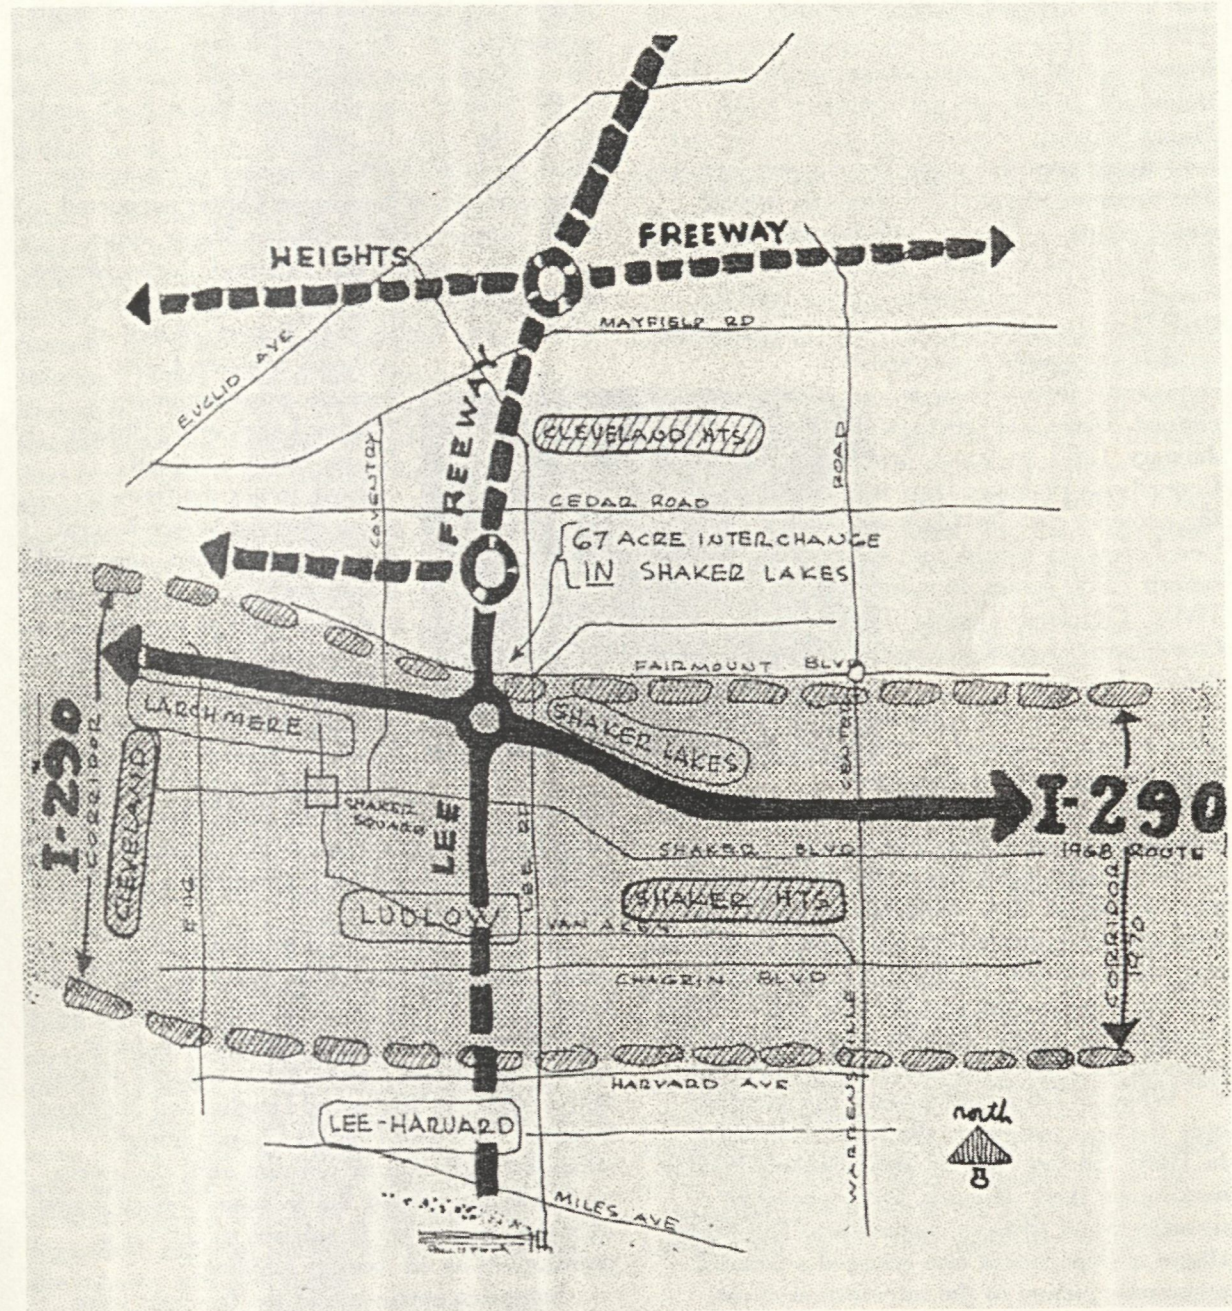 HEIGHTS
FREEWAY
MAYFIELD RD
EUCLID AVE
FREEWAY
CLEVELAND HTS
COVENTRY
ROAD
CEDAR ROAD
67 ACRE INTERCHANGE
IN SHAKER LAKES
FAIRMOUNT BLVD
LARCHMERE
SHAKER LAKES
I-290
CORRIDOR
CLEVELAND
CENTER
I-290
1968 ROUTE
SHAKER
SQUARE
LEE
LEE RD
SHAKER BLVD
SHAKER HTS
LUDLOW
VAN AKEN
CHAGRIN BLVD
CORRIDOR
1970
HARVARD AVE
LEE-HARVARD
WARRENSVILLE
north
MILES AVE